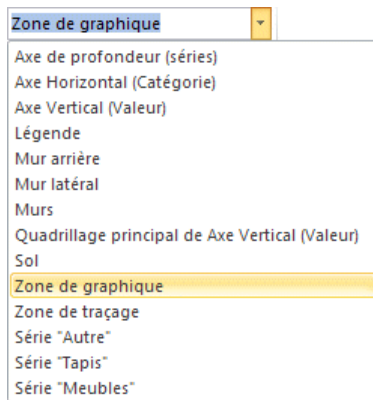 Zone de graphique
Axe de profondeur (séries)
Axe Horizontal (Catégorie)
Axe Vertical (Valeur)
Légende
Mur arrière
Mur latéral
Murs
Quadrillage principal de Axe Vertical (Valeur)
Sol
Zone de graphique
Zone de traçage
Série "Autre"
Série "Tapis"
Série "Meubles"